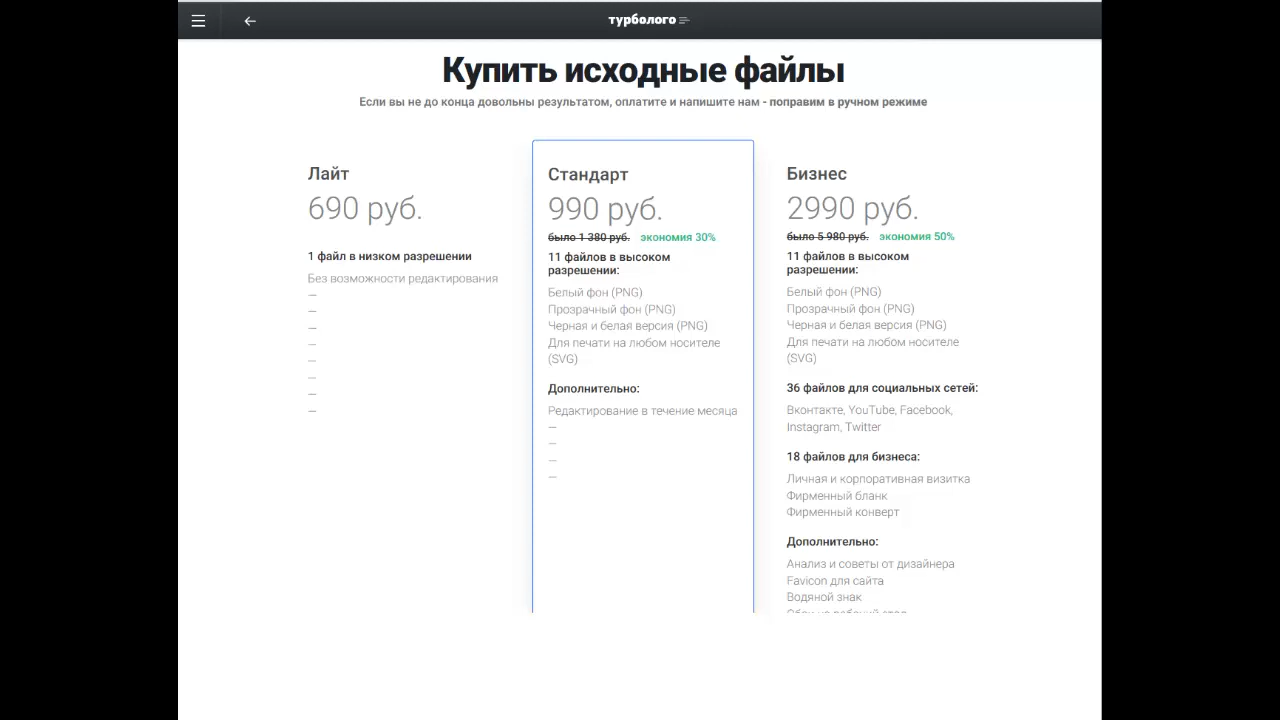 турболого
Купить исходные файлы
Если вы не до конца довольны результатом, оплатите и напишите нам - поправим в ручном режиме
Лайт
690 руб.
1 файл в низком разрешении
Без возможности редактирования
—
—
—
—
—
—
—
—
Стандарт
990 руб.
было 1 380 руб. экономия 30%
11 файлов в высоком
разрешении:
Белый фон (PNG)
Прозрачный фон (PNG)
Черная и белая версия (PNG)
Для печати на любом носителе
(SVG)
Дополнительно:
Редактирование в течение месяца
—
—
—
—
Бизнес
2990 руб.
было 5 980 руб. экономия 50%
11 файлов в высоком
разрешении:
Белый фон (PNG)
Прозрачный фон (PNG)
Черная и белая версия (PNG)
Для печати на любом носителе
(SVG)
36 файлов для социальных сетей:
Вконтакте, YouTube, Facebook,
Instagram, Twitter
18 файлов для бизнеса:
Личная и корпоративная визитка
Фирменный бланк
Фирменный конверт
Дополнительно:
Анализ и советы от дизайнера
Favicon для сайта
Водяной знак